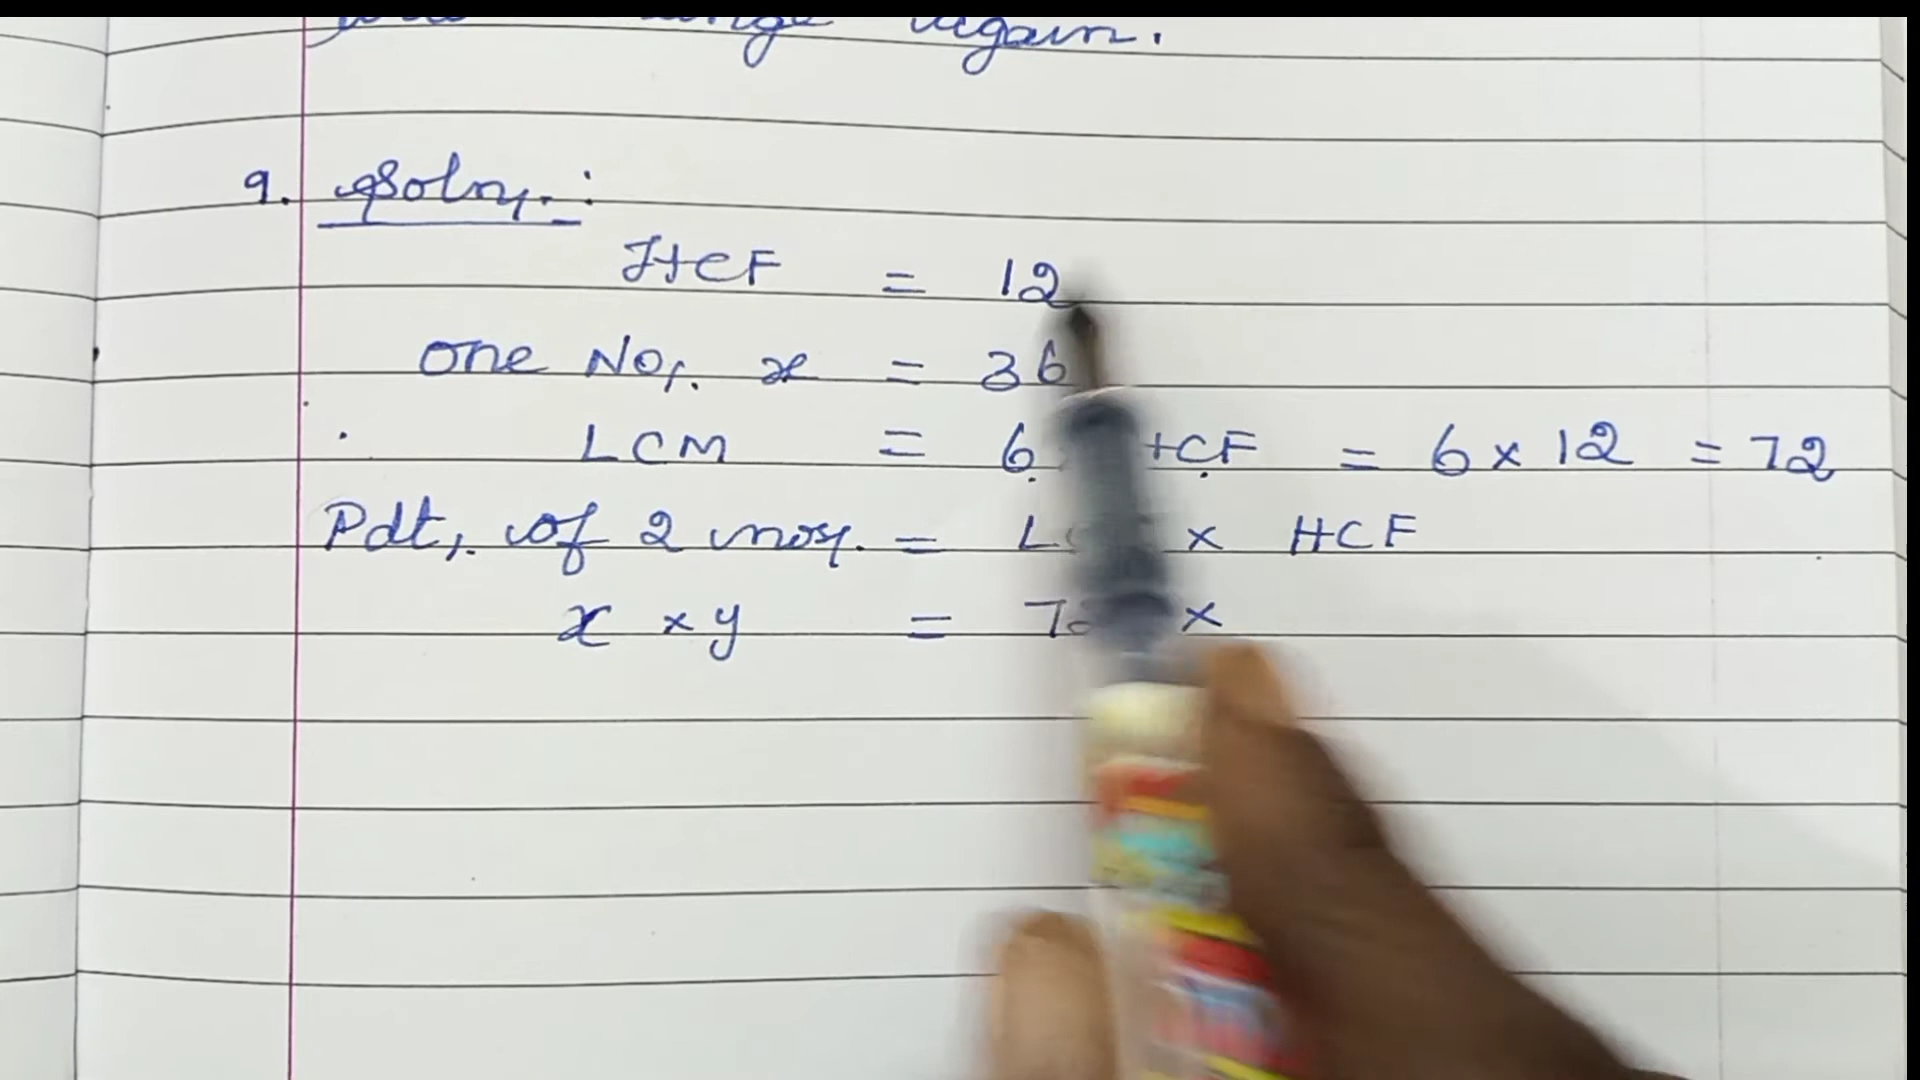 again.
9. Soln. :
HCF = 12
One No. x = 36
LCM = 6 HCF = 6 x 12 = 72
Pdt. of 2 nos. = L x HCF
x x y = 72 x